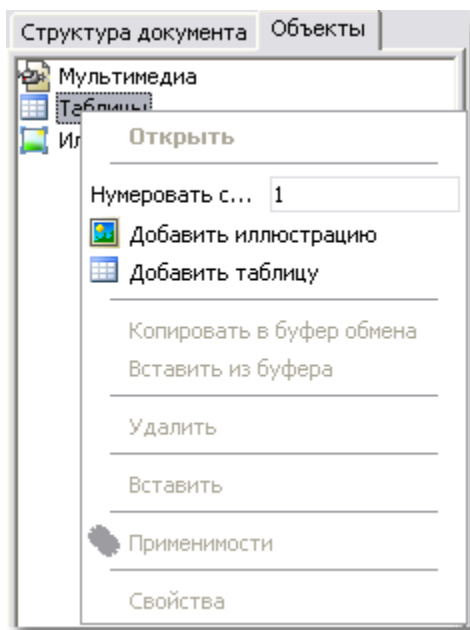 Структура документа Объекты
Мультимедиа
Таблицы
Ил
Открыть
Нумеровать с... 1
Добавить иллюстрацию
Добавить таблицу
Копировать в буфер обмена
Вставить из буфера
Удалить
Вставить
Применимости
Свойства